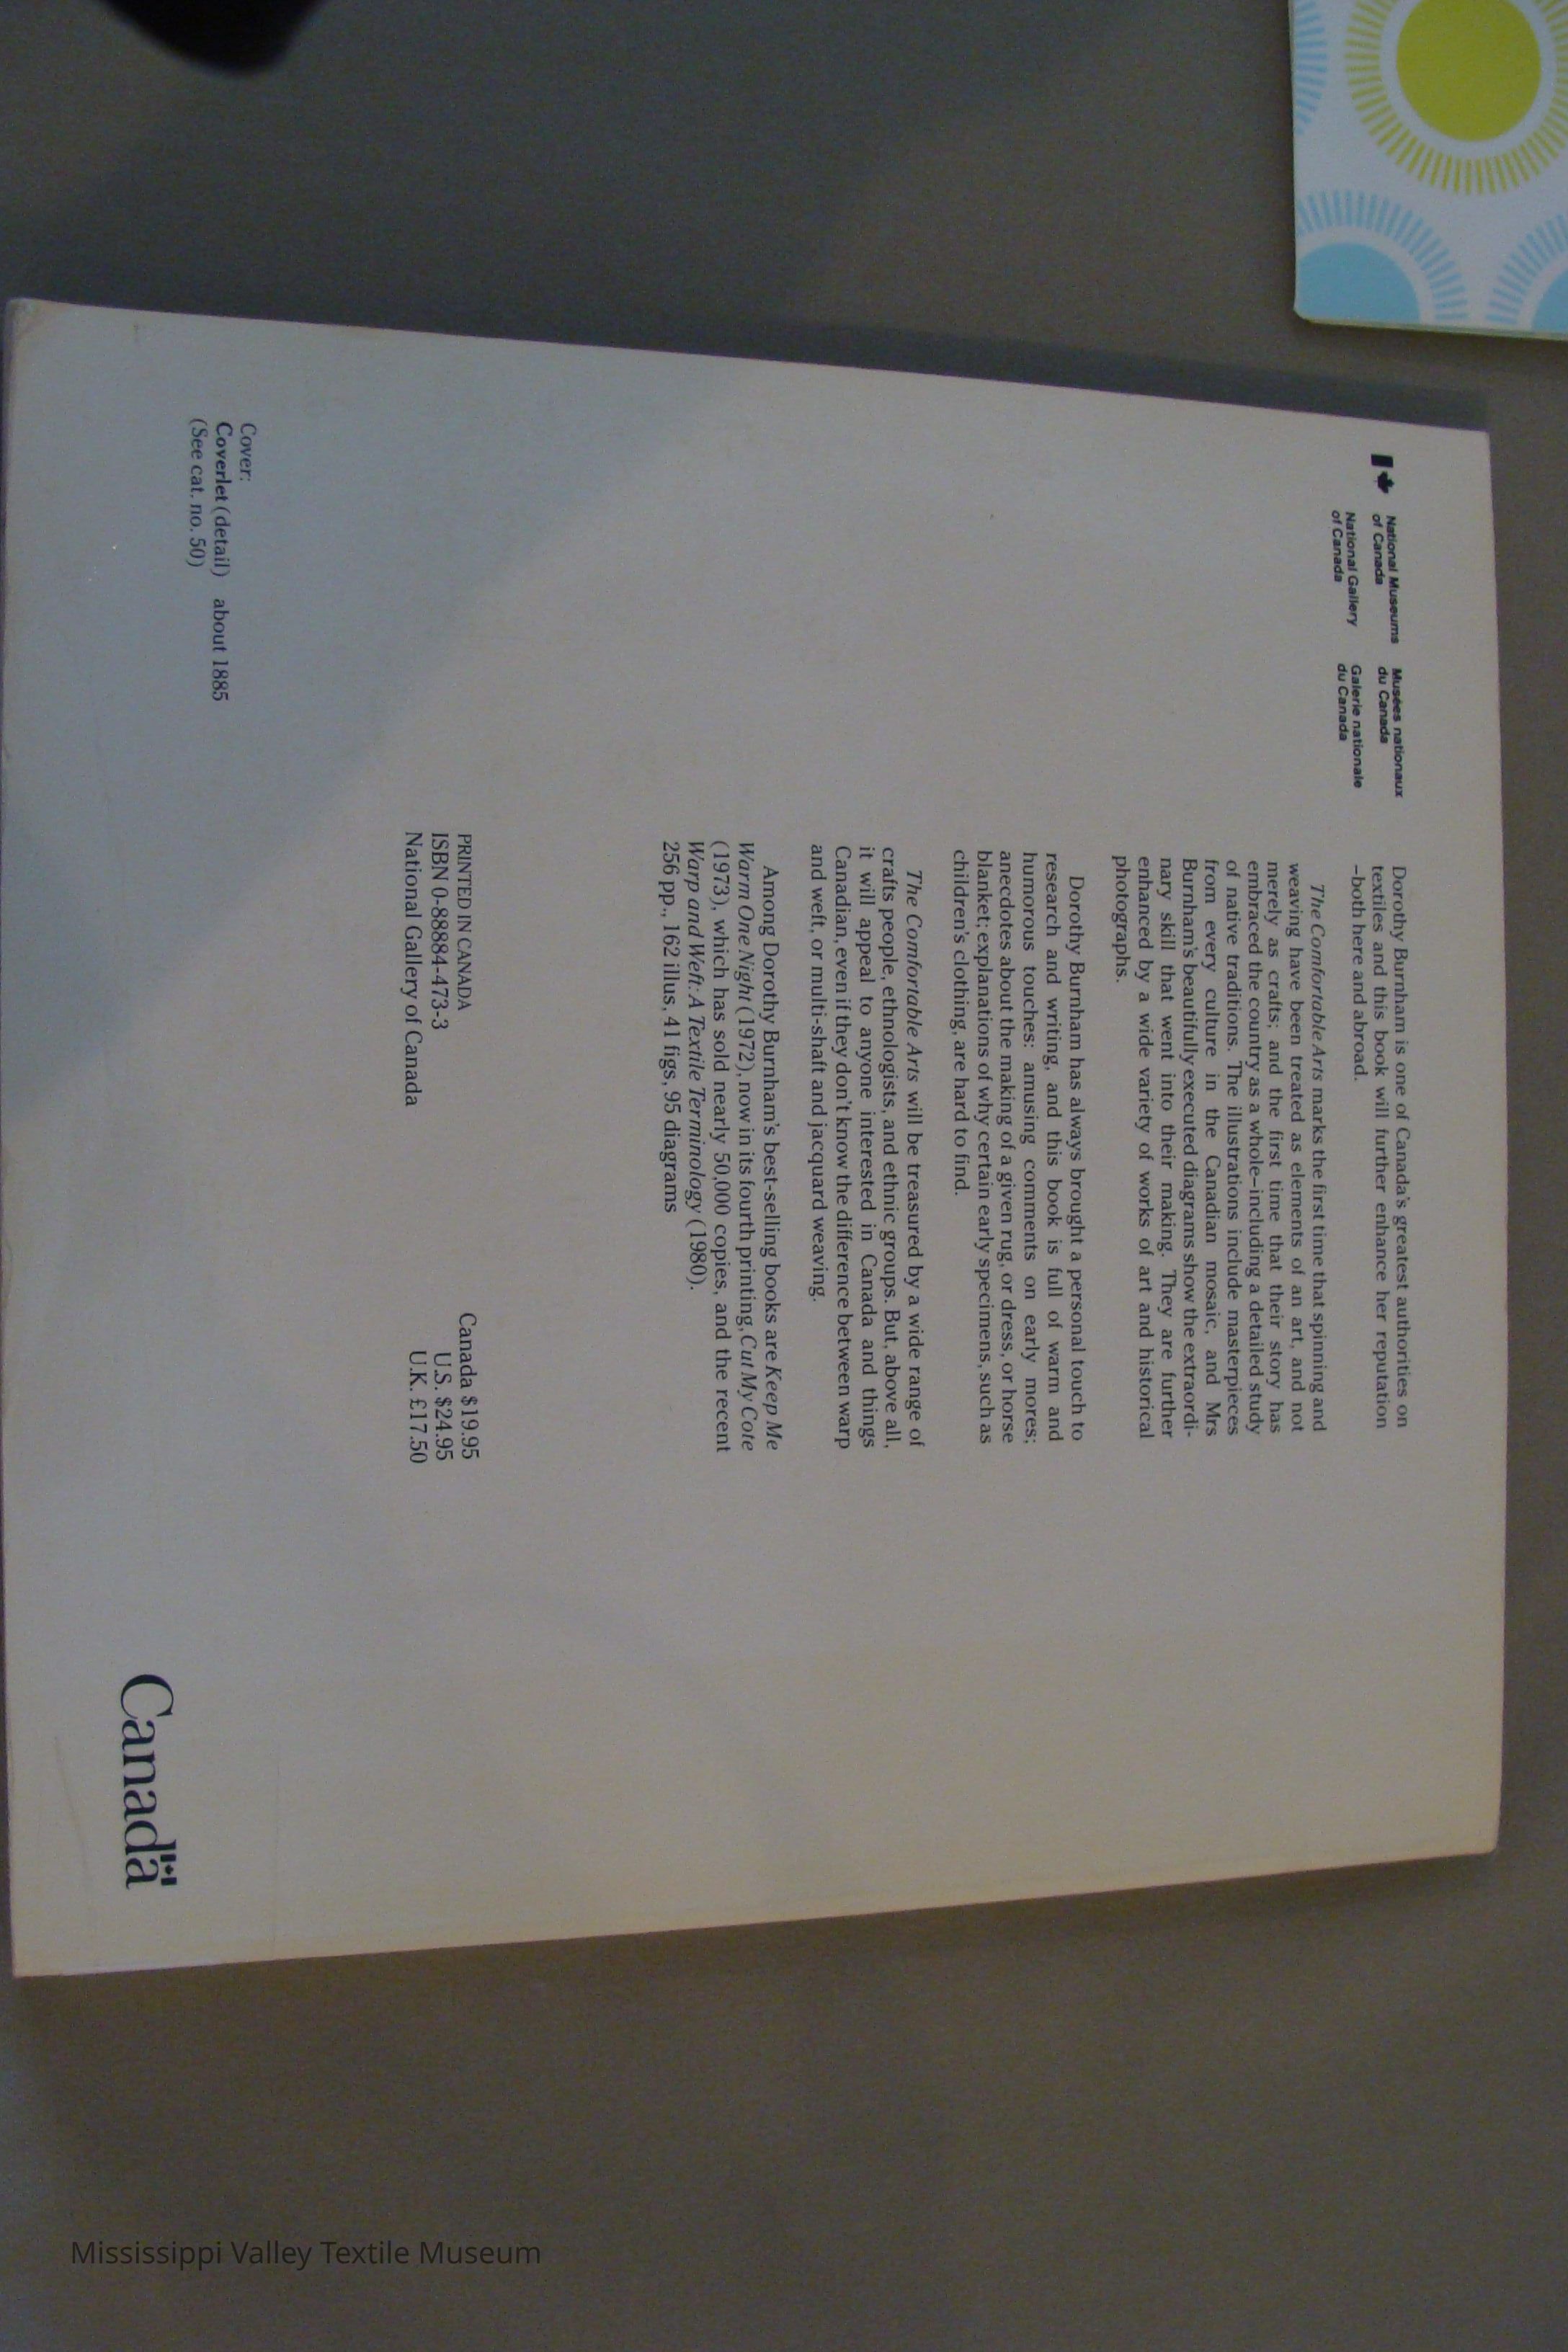 National Museums
of Canada
Musées nationaux
du Canada
National Gallery
of Canada
Galerie nationale
du Canada
Dorothy Burnham is one of Canada's greatest authorities on
textiles and this book will further enhance her reputation
–both here and abroad.
The Comfortable Arts marks the first time that spinning and
weaving have been treated as elements of an art, and not
merely as crafts; and the first time that their story has
embraced the country as a whole–including a detailed study
of native traditions. The illustrations include masterpieces
from every culture in the Canadian mosaic, and Mrs
Burnham's beautifully executed diagrams show the extraordi-
nary skill that went into their making. They are further
enhanced by a wide variety of works of art and historical
photographs.
Dorothy Burnham has always brought a personal touch to
research and writing, and this book is full of warm and
humorous touches: amusing comments on early mores;
anecdotes about the making of a given rug, or dress, or horse
blanket; explanations of why certain early specimens, such as
children's clothing, are hard to find.
The Comfortable Arts will be treasured by a wide range of
crafts people, ethnologists, and ethnic groups. But, above all,
it will appeal to anyone interested in Canada and things
Canadian, even if they don't know the difference between warp
and weft, or multi-shaft and jacquard weaving.
Among Dorothy Burnham's best-selling books are Keep Me
Warm One Night (1972), now in its fourth printing, Cut My Cote
(1973), which has sold nearly 50,000 copies, and the recent
Warp and Weft: A Textile Terminology (1980).
256 pp., 162 illus, 41 figs, 95 diagrams
PRINTED IN CANADA
ISBN 0-88884-473-3
National Gallery of Canada
Canada $19.95
U.S. $24.95
U.K. £17.50
Cover:
Coverlet (detail) about 1885
(See cat. no. 50)
Canada
Mississippi Valley Textile Museum